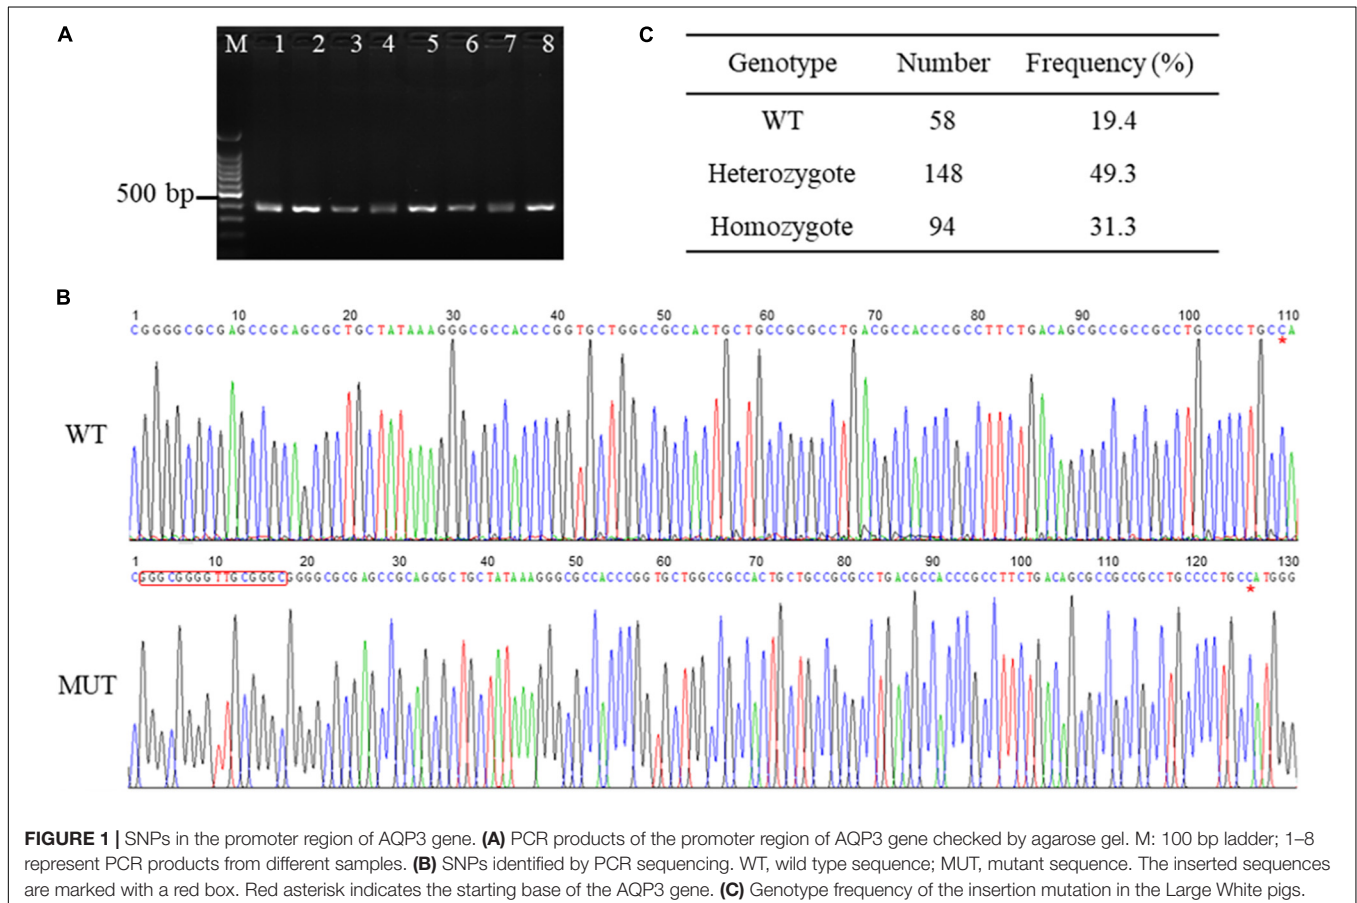 A
M 1 2 3 4 5 6 7 8
500 bp
C
Genotype Number Frequency (%)
WT 58 19.4
Heterozygote 148 49.3
Homozygote 94 31.3
B
1 10 20 30 40 50 60 70 80 90 100 110
CGGGGCGCGAGCCGCAGCGCTGCTATAAAGGGCGCCACCCGGTGCTGGCCGCCACTGCTGCCGCGCCTGACGCCACCCGCCTTCTGACAGCGCCGCCGCCTGCCCCTGCCA
*
WT
1 10 20 30 40 50 60 70 80 90 100 110 120 130
CGGGCGGGGTTGCGGGCGGGGCGCGAGCCGCAGCGCTGCTATAAAGGGCGCCACCCGGTGCTGGCCGCCACTGCTGCCGCGCCTGACGCCACCCGCCTTCTGACAGCGCCGCCGCCTGCCCCTGCCATGGG
*
MUT
FIGURE 1 | SNPs in the promoter region of AQP3 gene. (A) PCR products of the promoter region of AQP3 gene checked by agarose gel. M: 100 bp ladder; 1–8
represent PCR products from different samples. (B) SNPs identified by PCR sequencing. WT, wild type sequence; MUT, mutant sequence. The inserted sequences
are marked with a red box. Red asterisk indicates the starting base of the AQP3 gene. (C) Genotype frequency of the insertion mutation in the Large White pigs.